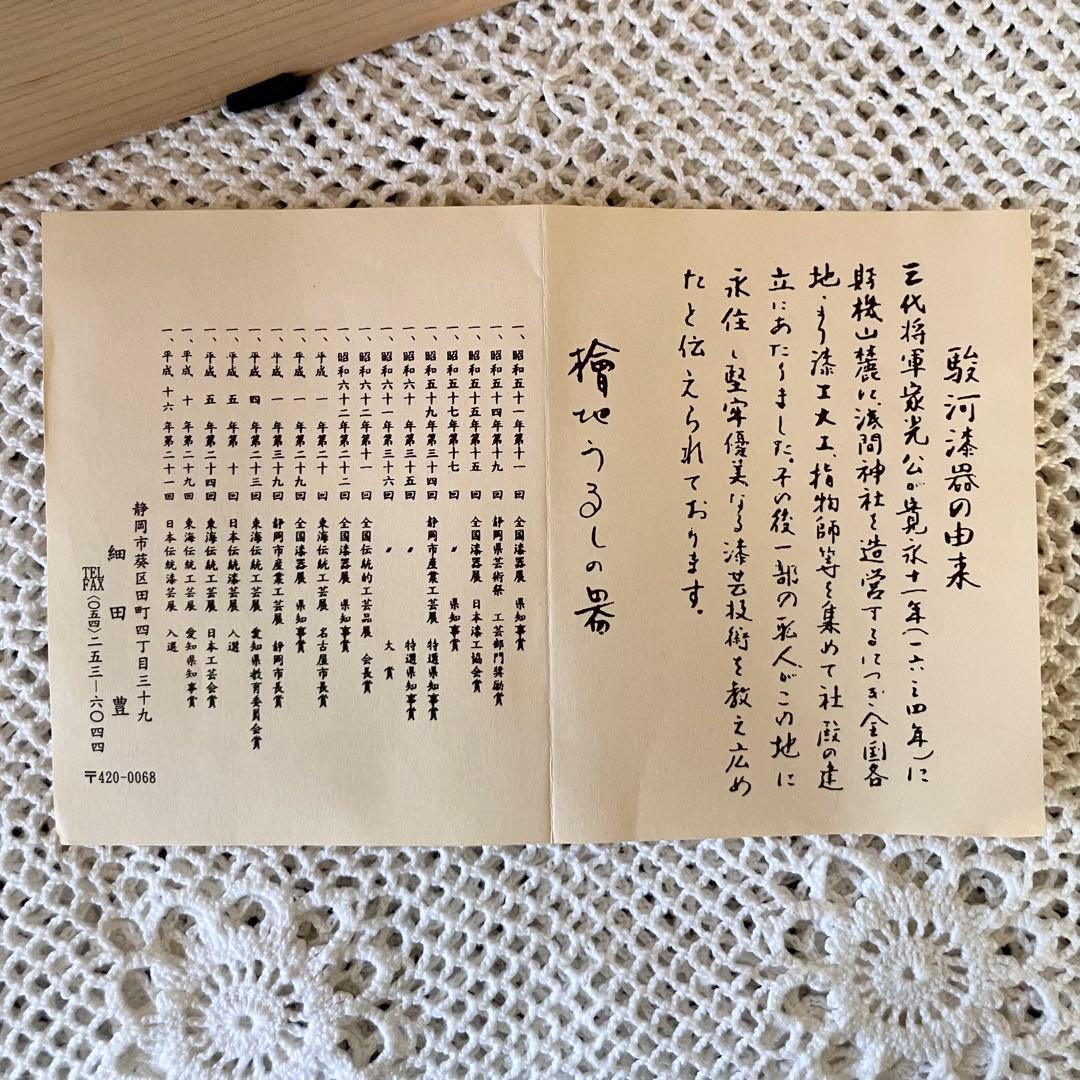 駿河漆器の由来
三代将軍家光公が寛永十一年(一六三四年)に
賤機山麓に浅間神社を造営するにつき全国各
地より漆工大工、指物師等を集めて社殿の建
立にあたりました。その後一部の職人がこの地に
永住し堅牢優美なる漆芸技術を教え広め
たと伝えられております。
檜地うるしの器
一、昭和五十一年第十一回 全国漆器展 県知事賞
一、昭和五十四年第十九 静岡県芸術祭 工芸部門奨励賞
一、昭和五十五年第十五回 全国漆器展 日本漆工協会賞
一、昭和五十七年第十七回 〃 県知事賞
一、昭和五十九年第三十四回 静岡市産業工芸展 特選県知事賞
一、昭和六十年第三十五回 〃 特選県知事賞
一、昭和六十一年第三十六回 〃 大賞
一、昭和六十二年第十一回 全国伝統的工芸品展 会長賞
一、昭和六十二年第二十二回 全国漆器展 県知事賞
一、平成一年第二十回 東海伝統工芸展 名古屋市長賞
一、平成一年第二十九回 全国漆器展 県知事賞
一、平成一年第三十九回 静岡市産業工芸展 静岡市長賞
一、平成四年第二十三回 東海伝統工芸展 愛知県教育委員会賞
一、平成五年第二十四回 東海伝統工芸展 日本工芸会賞
一、平成五年第十回 日本伝統漆芸展 入選
一、平成十年第二十九回 東海伝統工芸展 愛知県知事賞
一、平成十六年第二十一回 日本伝統漆芸展 入選
静岡市葵区田町四丁目三十九
細田 豊
TEL
FAX (〇五四)二五三―六〇四四
〒420-0068